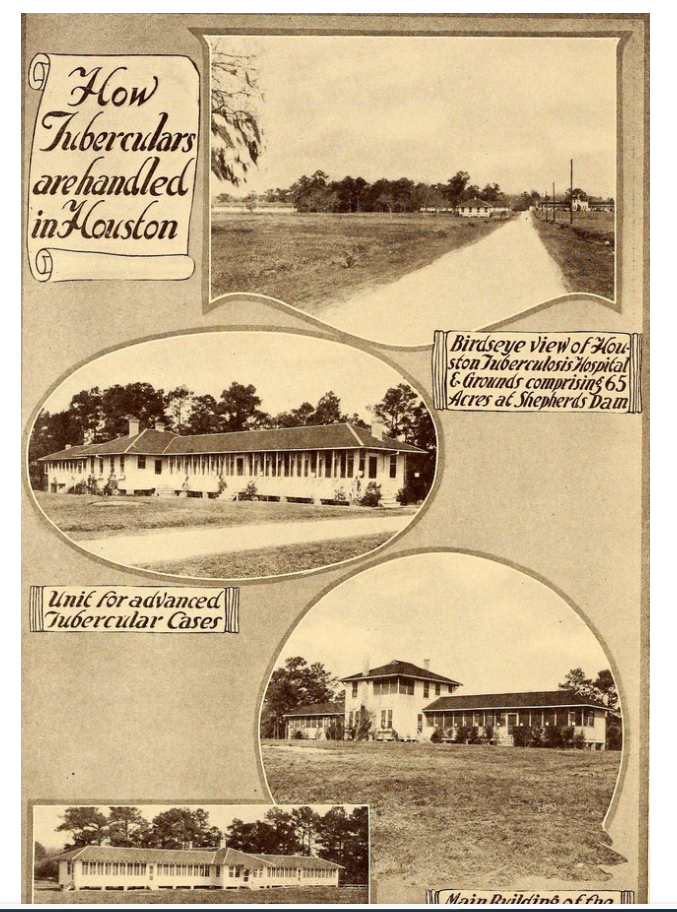 How
Tuberculars
are handled
in Houston
Birdseye view of Hou-
ston Tuberculosis Hospital
& Grounds comprising 65
Acres at Shepherds Dam
Unit for advanced
Tubercular Cases
Main Building of the